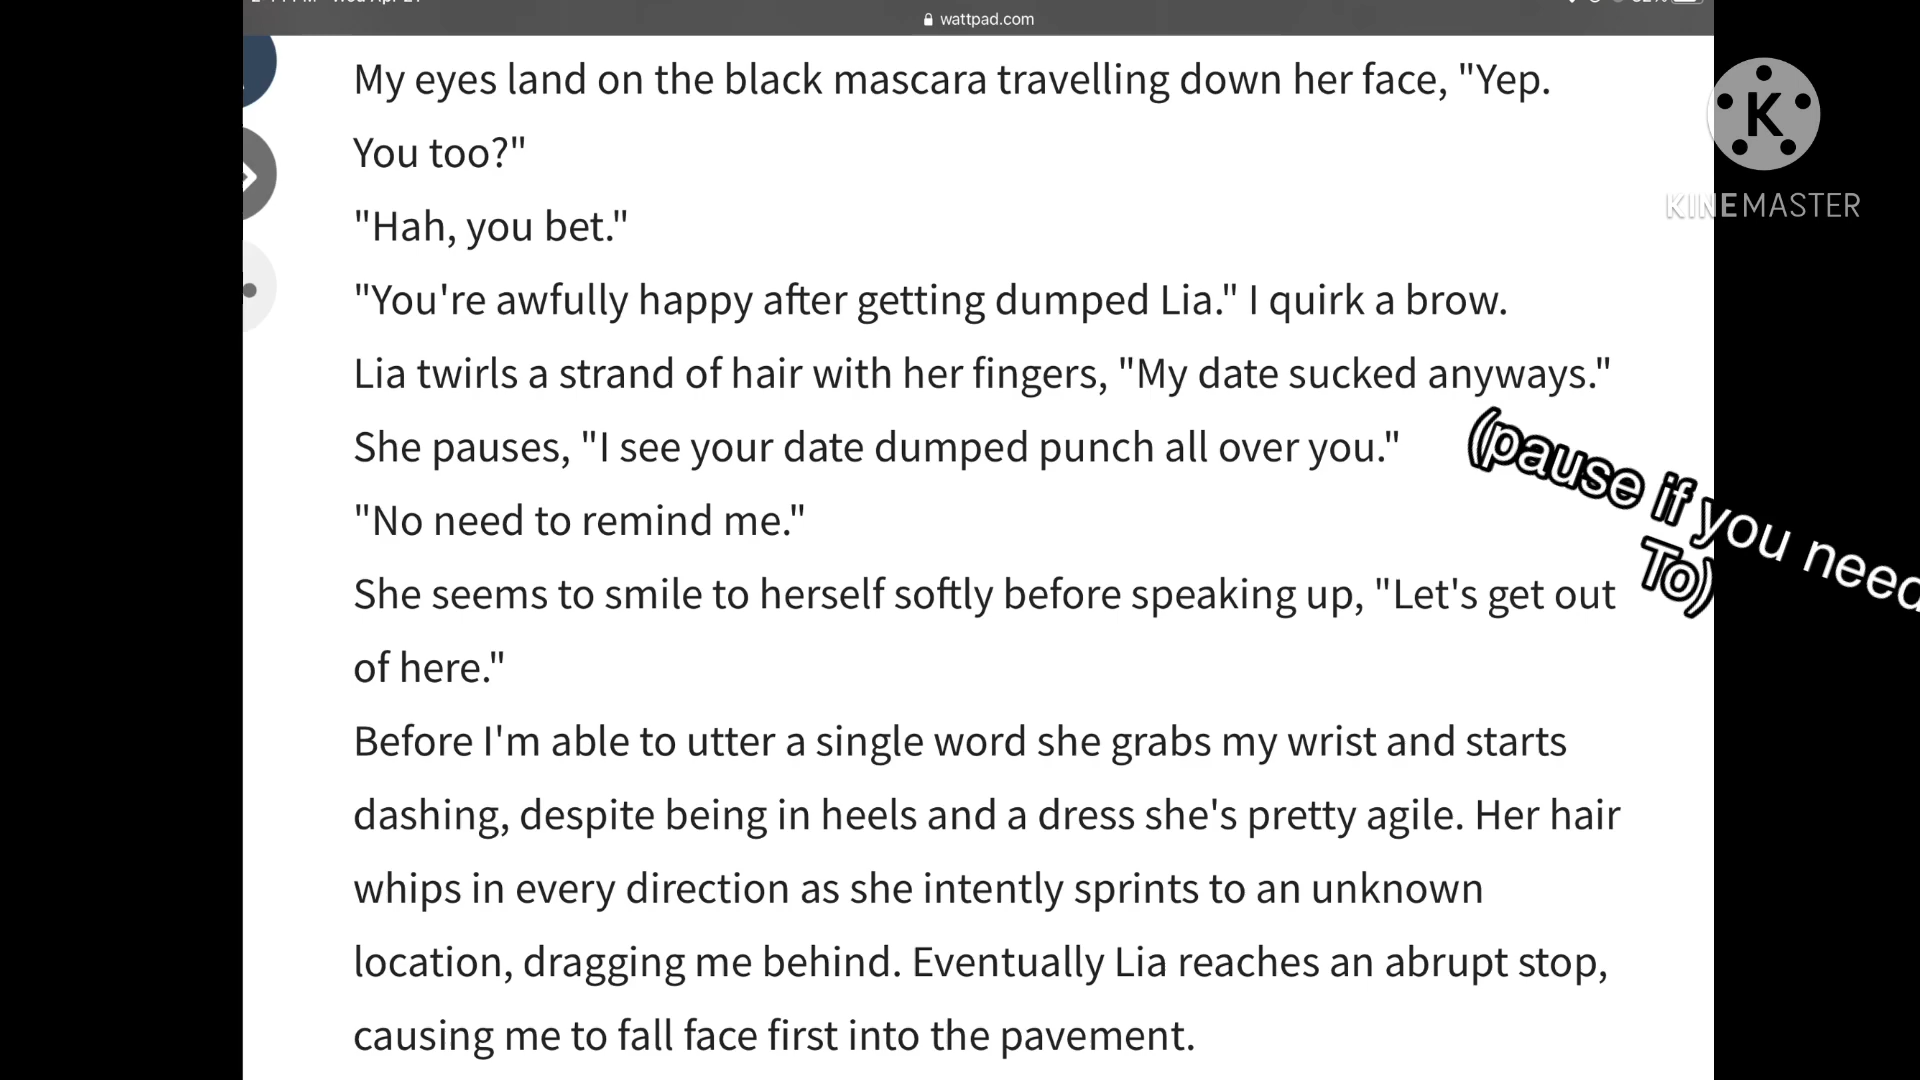 wattpad.com
My eyes land on the black mascara travelling down her face, "Yep.
You too?"
"Hah, you bet."
"You're awfully happy after getting dumped Lia." I quirk a brow.
Lia twirls a strand of hair with her fingers, "My date sucked anyways."
She pauses, "I see your date dumped punch all over you."
"No need to remind me."
She seems to smile to herself softly before speaking up, "Let's get out
of here."
Before I'm able to utter a single word she grabs my wrist and starts
dashing, despite being in heels and a dress she's pretty agile. Her hair
whips in every direction as she intently sprints to an unknown
location, dragging me behind. Eventually Lia reaches an abrupt stop,
causing me to fall face first into the pavement.
K
KINEMASTER
(pause if you need
To)